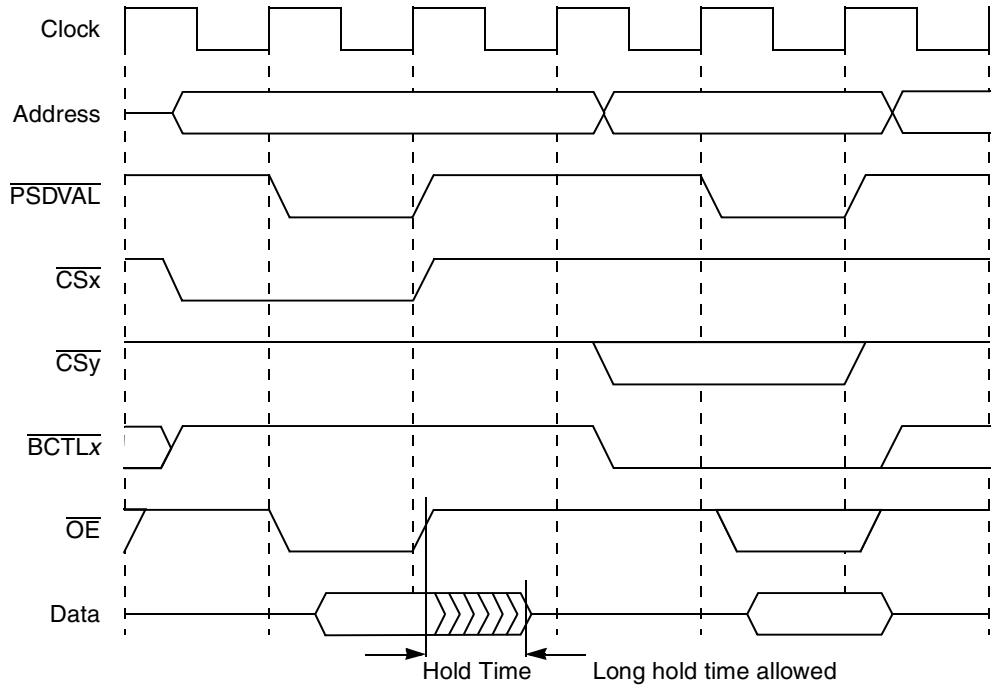 Clock
Address
PSDVAL
CSx
CSy
BCTLx
OE
Data
Hold Time
Long hold time allowed